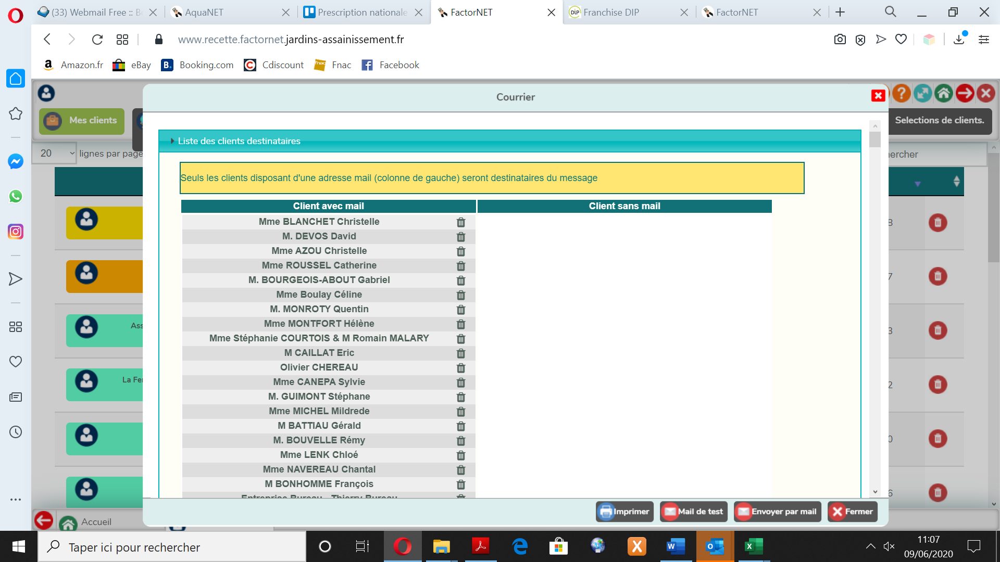 (33) Webmail Free :: B
AquaNET
Prescription nationale
FactorNET
Franchise DIP
FactorNET
www.recette.factornet.jardins-assainissement.fr
Amazon.fr
eBay
Booking.com
Cdiscount
Fnac
Facebook
Courrier
Mes clients
Selections de clients.
20
lignes par page
ercher
Liste des clients destinataires
Seuls les clients disposant d'une adresse mail (colonne de gauche) seront destinataires du message
Client avec mail
Client sans mail
Mme BLANCHET Christelle
M. DEVOS David
8
Mme AZOU Christelle
Mme ROUSSEL Catherine
M. BOURGEOIS-ABOUT Gabriel
7
Mme Boulay Céline
M. MONROTY Quentin
Mme MONTFORT Hélène
Ass
3
Mme Stéphanie COURTOIS & M Romain MALARY
M CAILLAT Eric
Olivier CHEREAU
Mme CANEPA Sylvie
La Fe
2
M. GUIMONT Stéphane
Mme MICHEL Mildrede
M BATTIAU Gérald
M. BOUVELLE Rémy
0
Mme LENK Chloé
Mme NAVEREAU Chantal
M BONHOMME François
6
Entreprise Bureau - Thierry Bureau
Imprimer
Mail de test
Envoyer par mail
Fermer
Accueil
Taper ici pour rechercher
11:07
09/06/2020